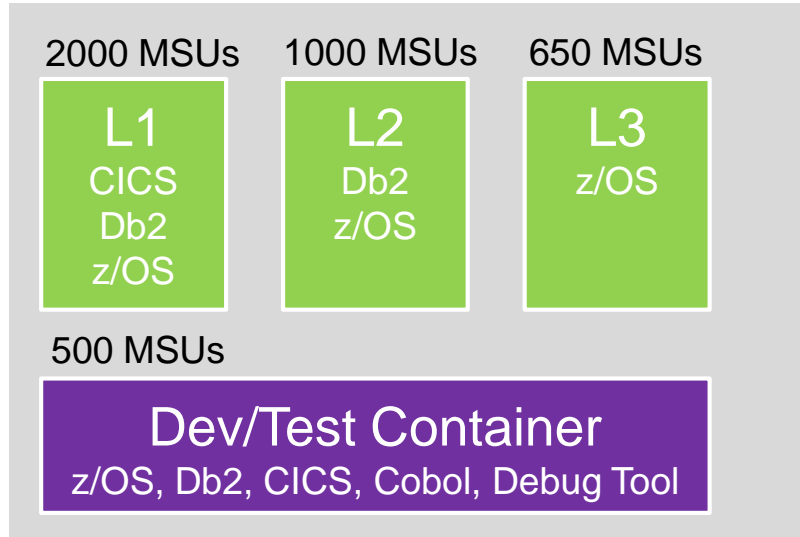 2000 MSUs 1000 MSUs 650 MSUs
L1
CICS
Db2
z/OS
L2
Db2
z/OS
L3
z/OS
500 MSUs
Dev/Test Container
z/OS, Db2, CICS, Cobol, Debug Tool